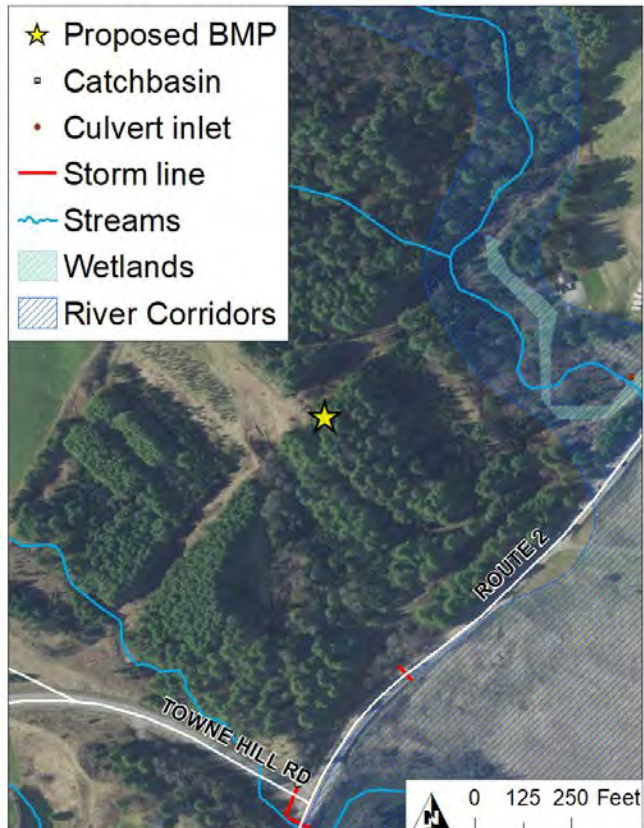 Proposed BMP
Catchbasin
Culvert inlet
Storm line
Streams
Wetlands
River Corridors
ROUTE 2
TOWNE HILL RD
N
0 125 250 Feet